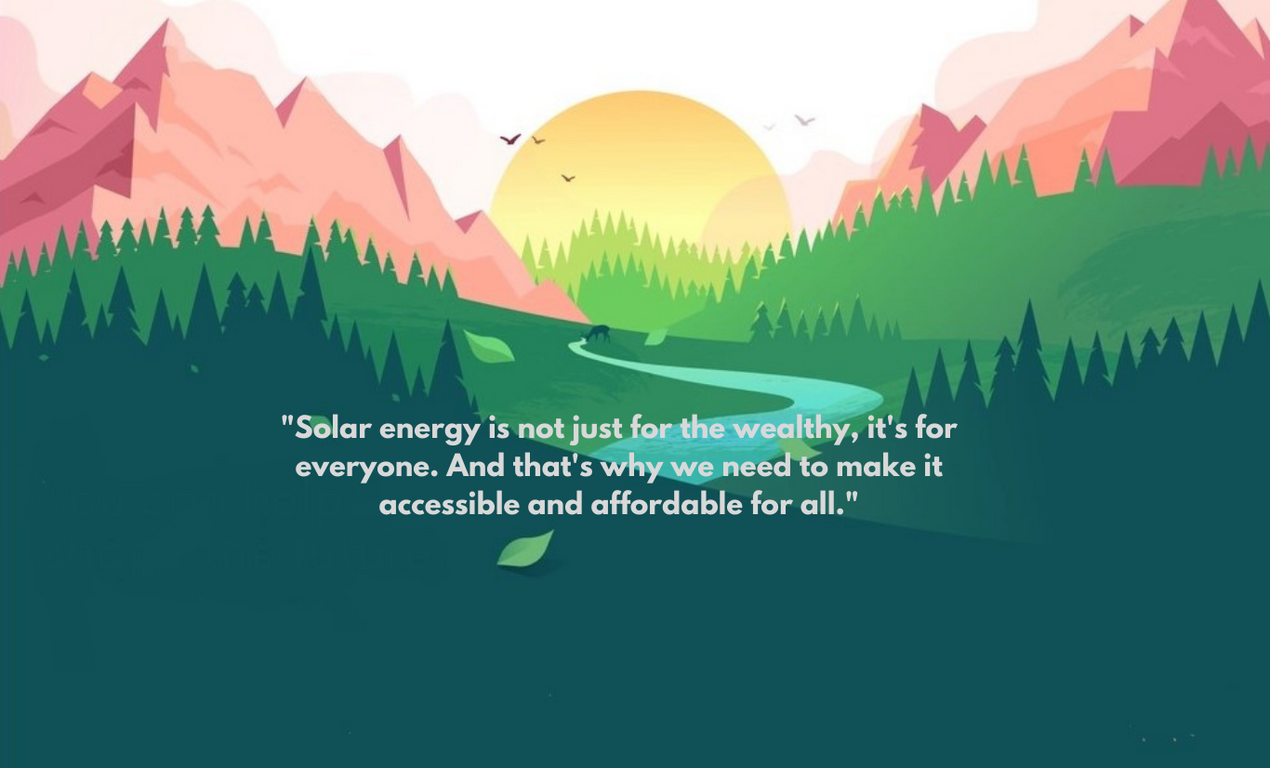 "Solar energy is not just for the wealthy, it's for
everyone. And that's why we need to make it
accessible and affordable for all."